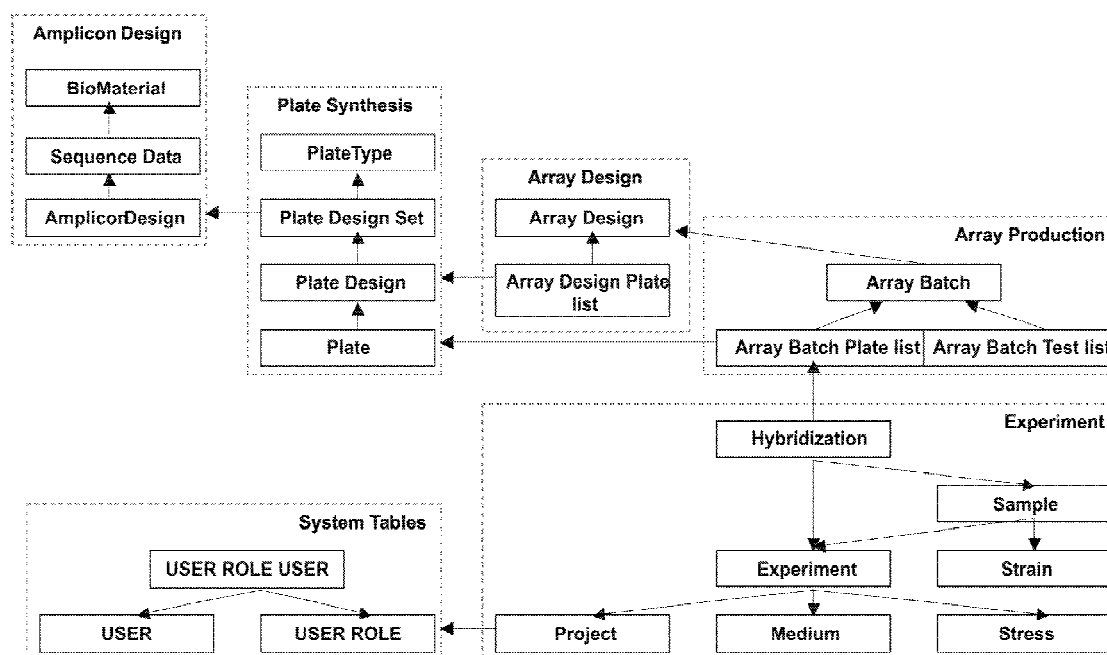 Amplicon Design
BioMaterial
Sequence Data
AmpliconDesign
Plate Synthesis
PlateType
Plate Design Set
Plate Design
Plate
Array Design
Array Design
Array Design Plate
list
Array Production
Array Batch
Array Batch Plate list
Array Batch Test list
Experiment
Hybridization
Sample
Experiment
Strain
Project
Medium
Stress
System Tables
USER ROLE USER
USER
USER ROLE